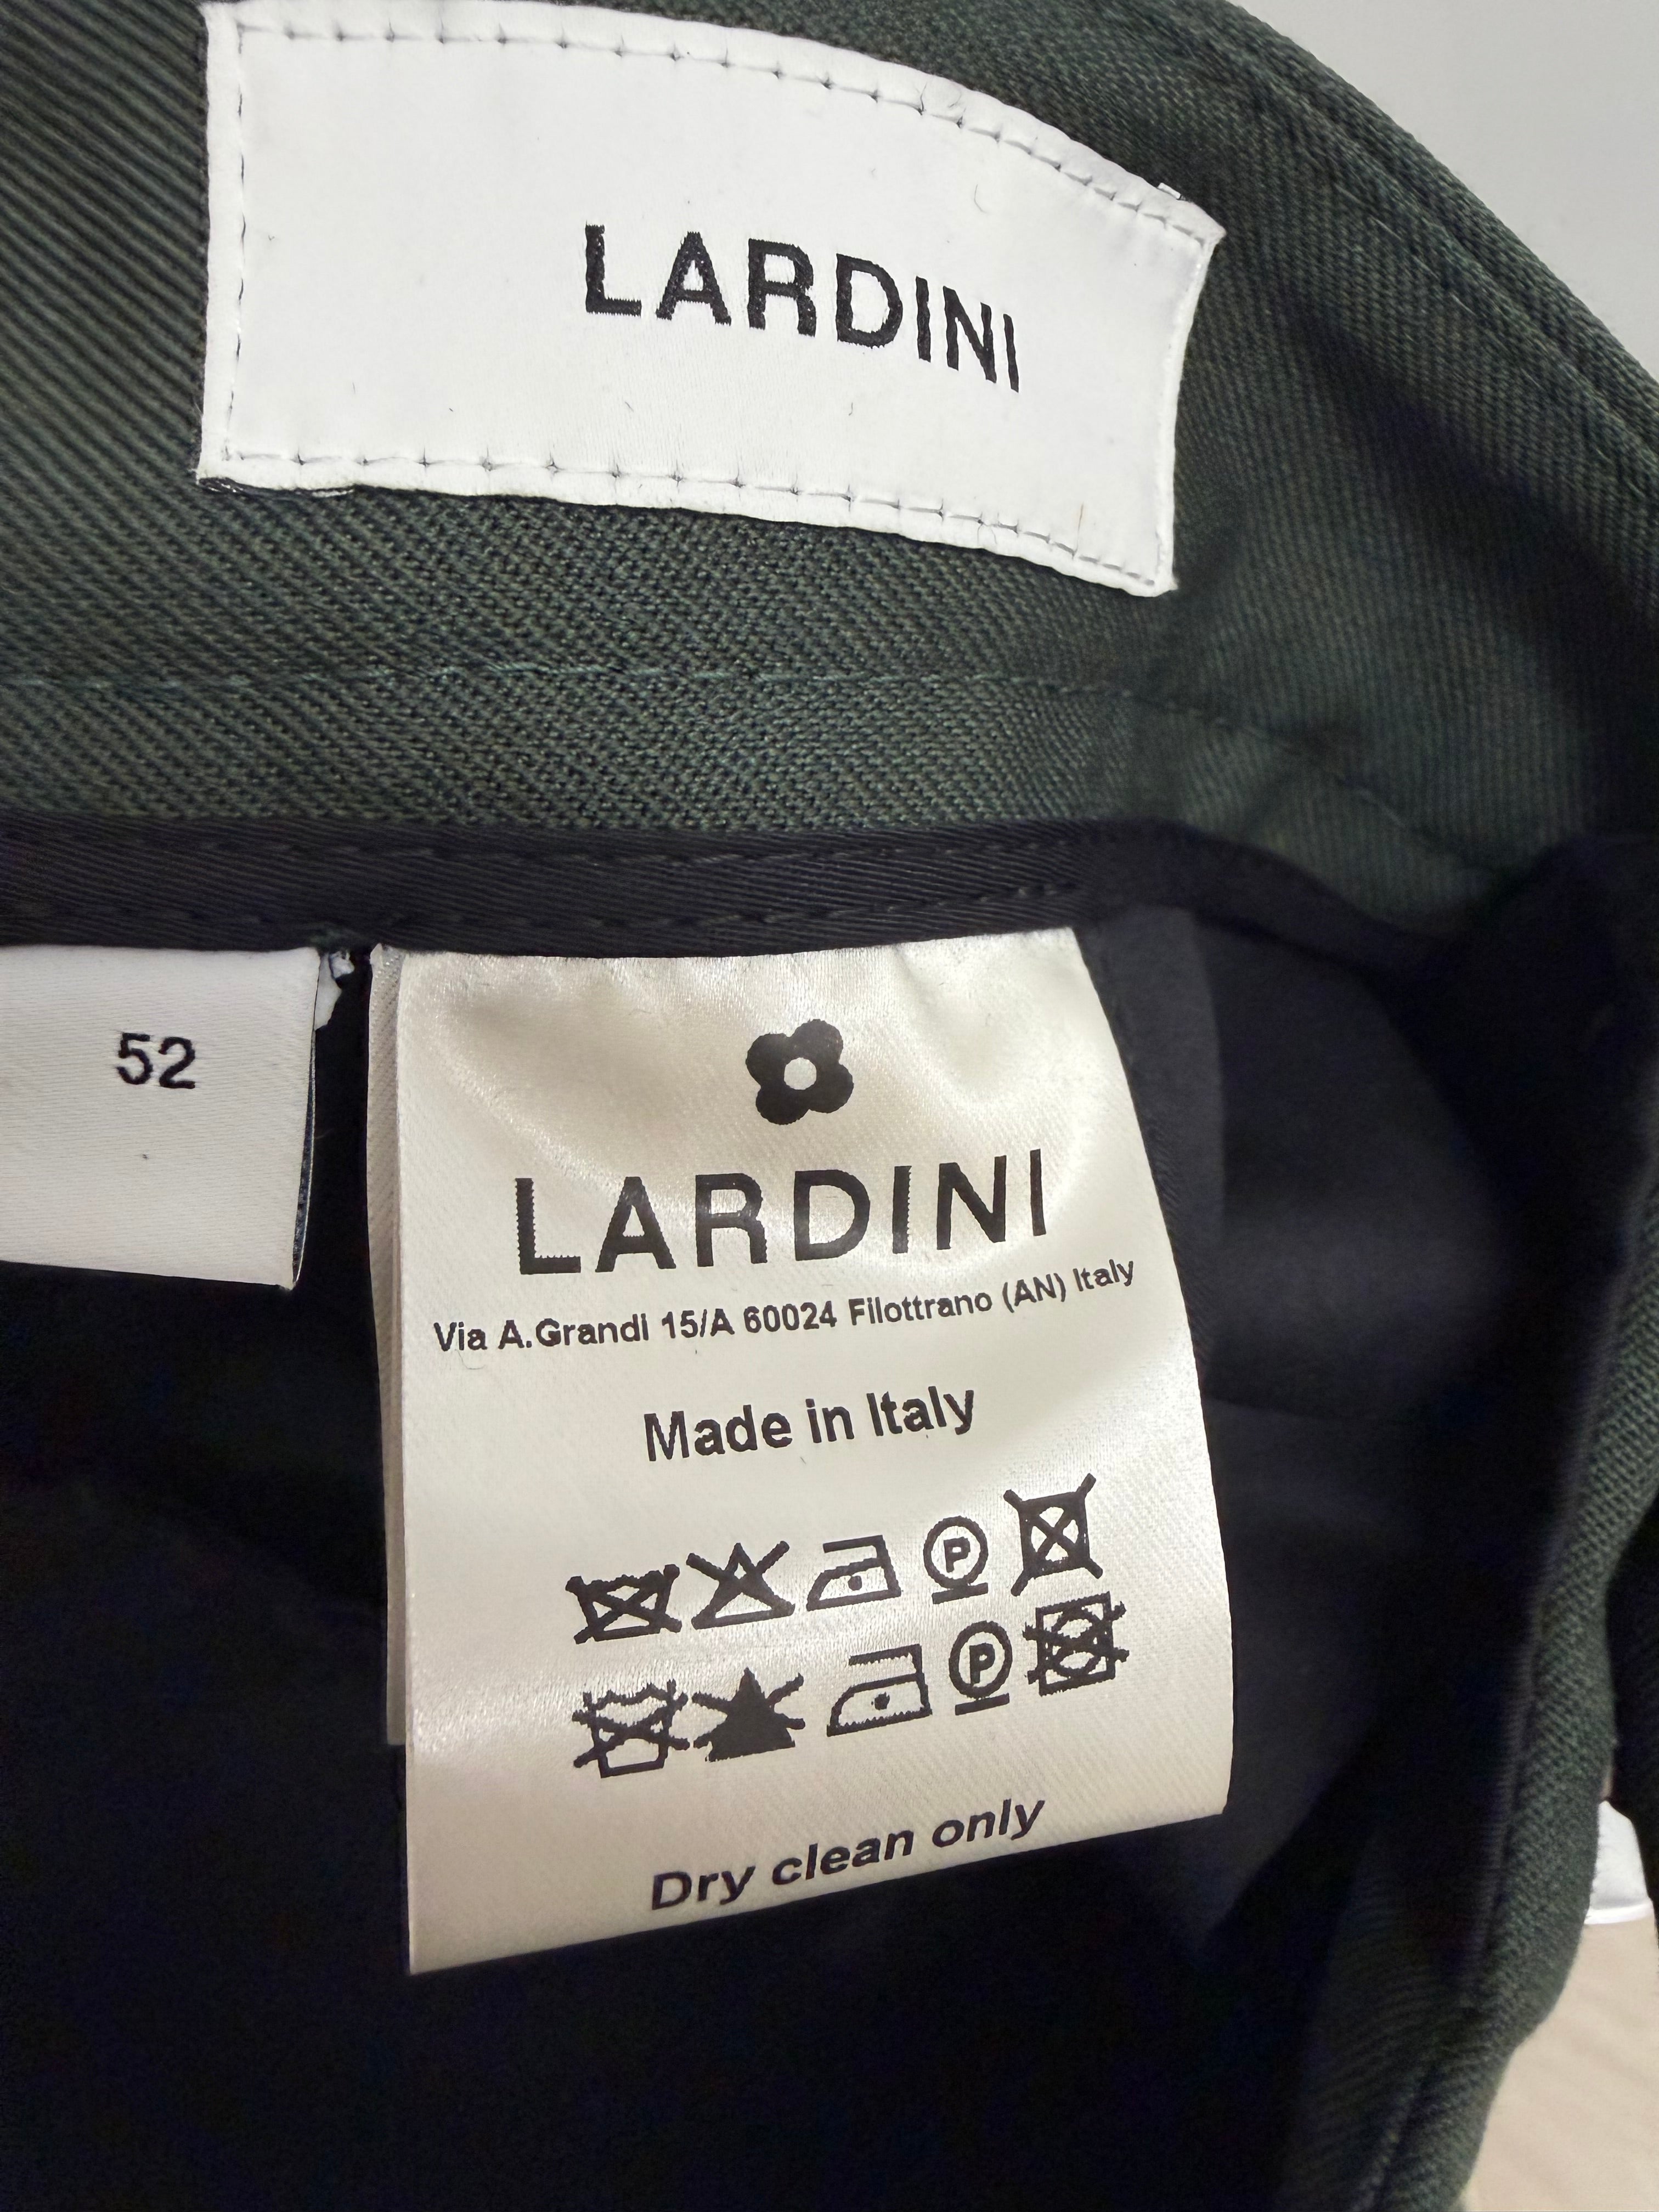 LARDINI
52
LARDINI
Via A.Grandi 15/A 60024 Filottrano (AN) Italy
Made in Italy
P
P
Dry clean only